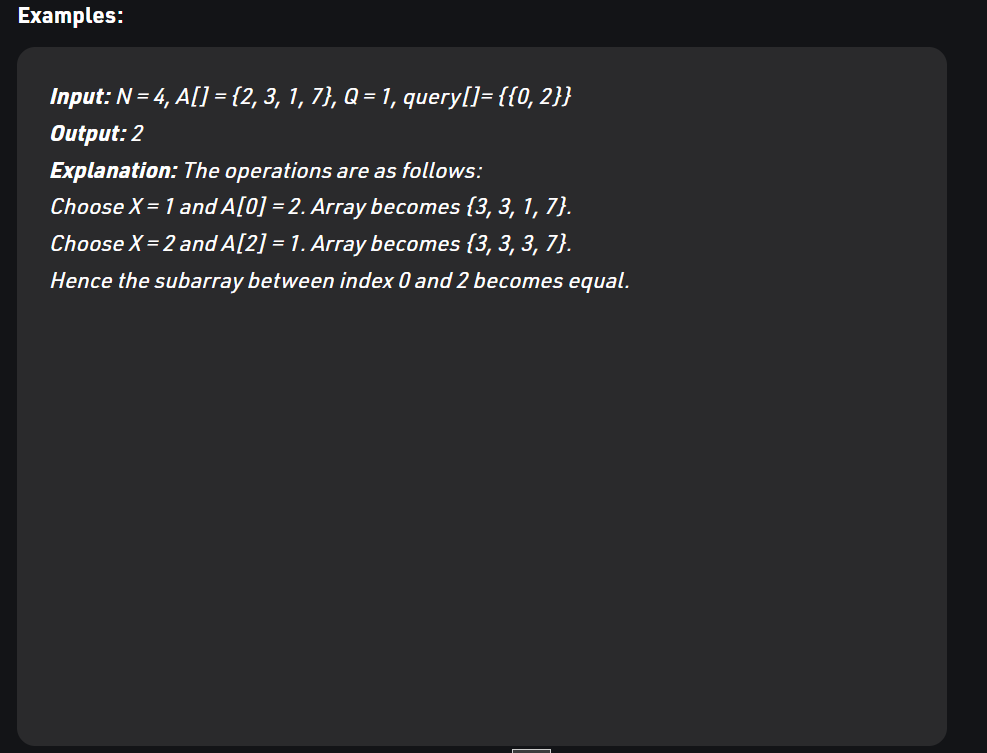 Examples:
Input: N = 4, A[] = {2, 3, 1, 7}, Q = 1, query[]= {{0, 2}}
Output: 2
Explanation: The operations are as follows:
Choose X = 1 and A[0] = 2. Array becomes {3, 3, 1, 7}.
Choose X = 2 and A[2] = 1. Array becomes {3, 3, 3, 7}.
Hence the subarray between index 0 and 2 becomes equal.